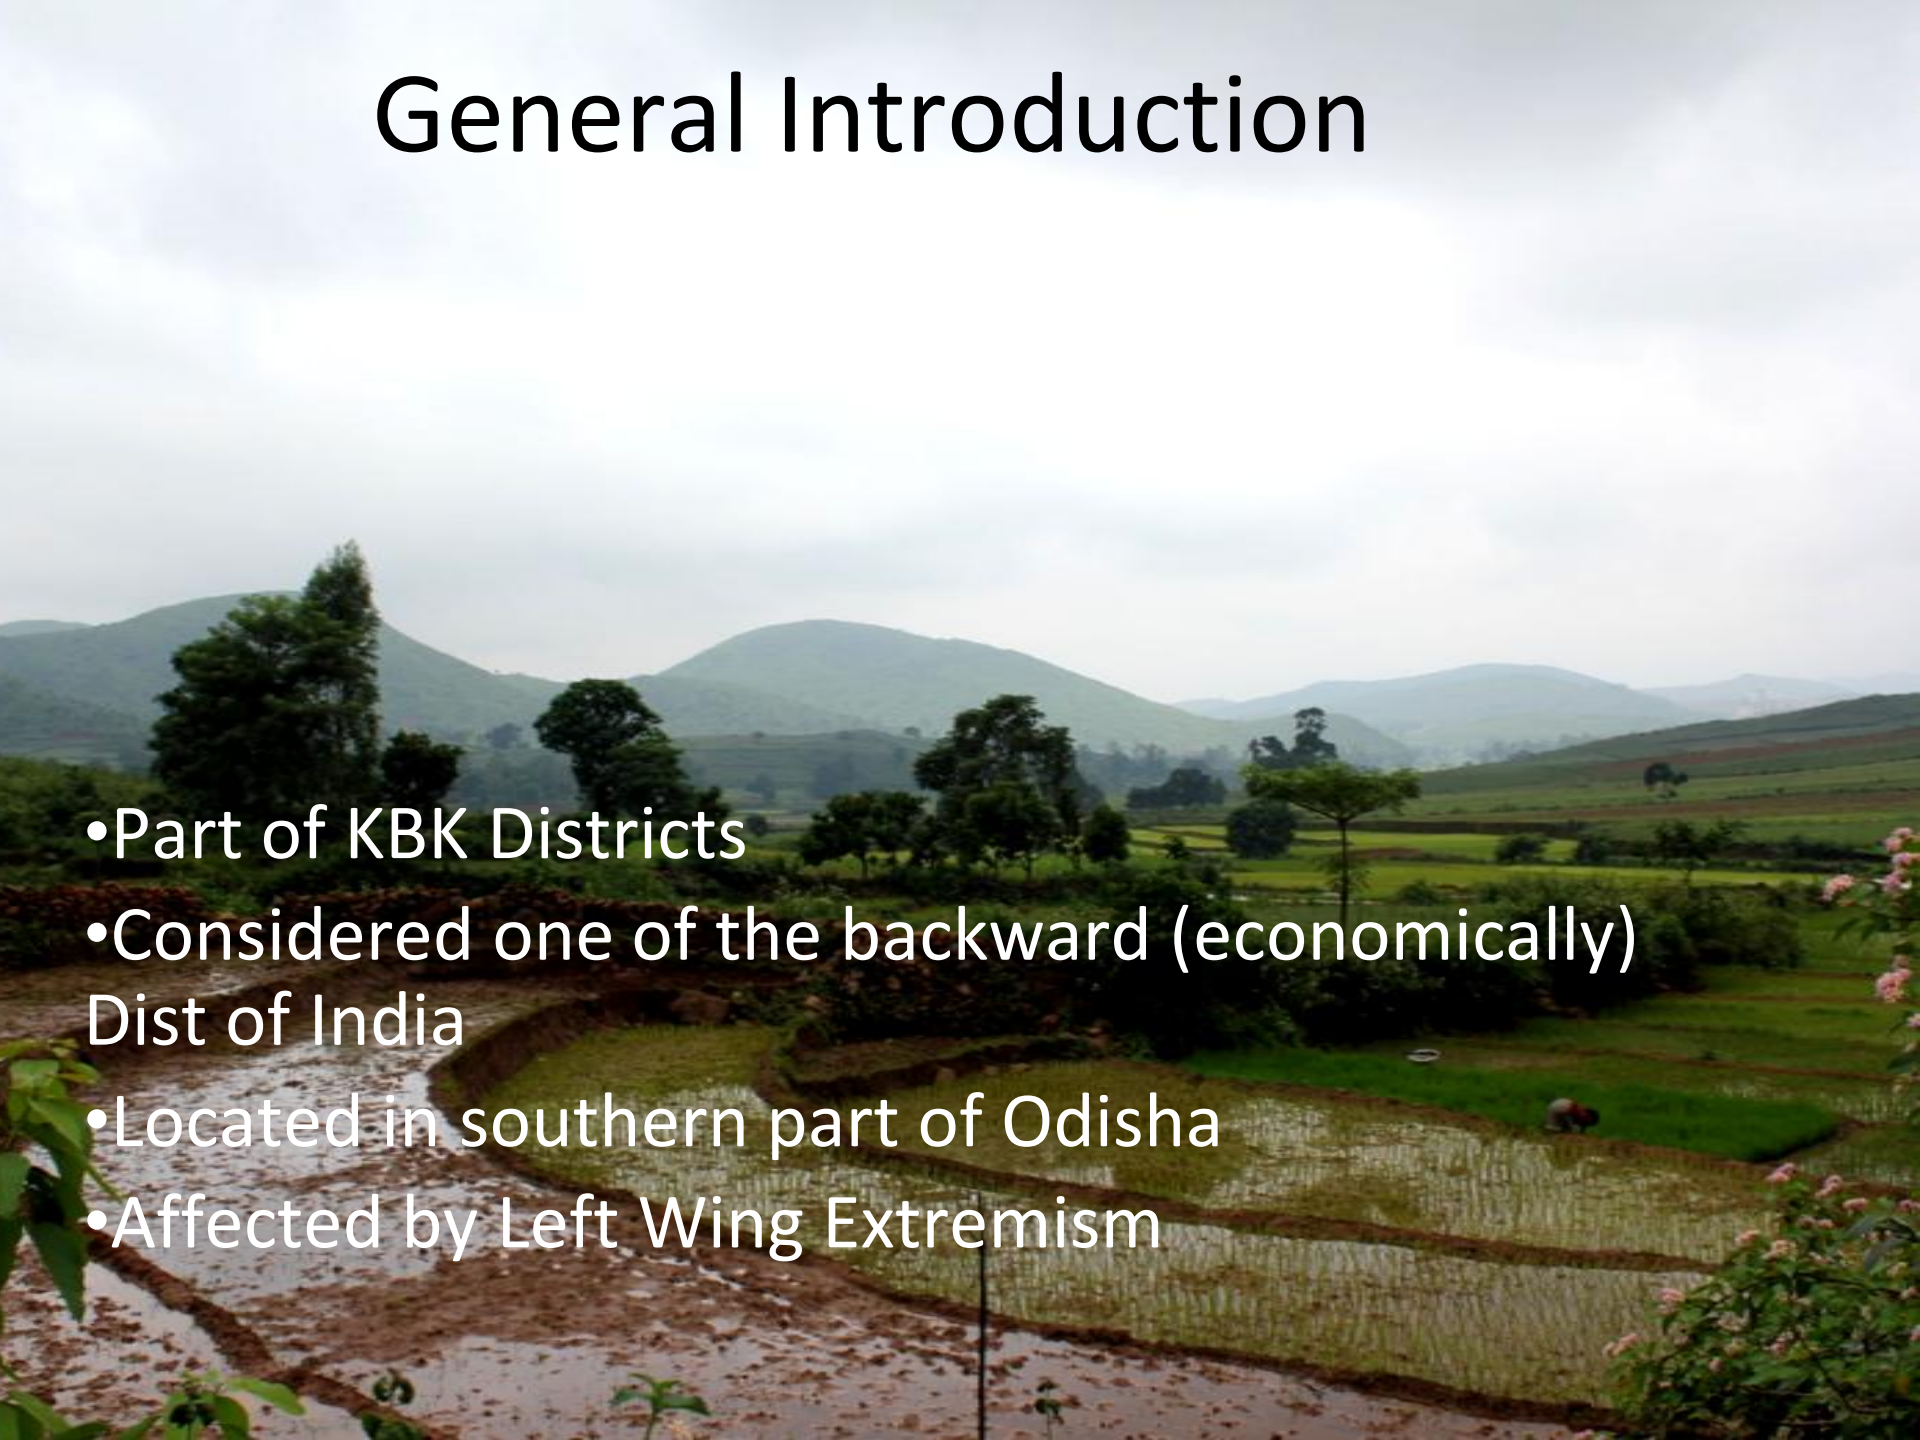 General Introduction
•Part of KBK Districts
•Considered one of the backward (economically)
Dist of India
•Located in southern part of Odisha
•Affected by Left Wing Extremism